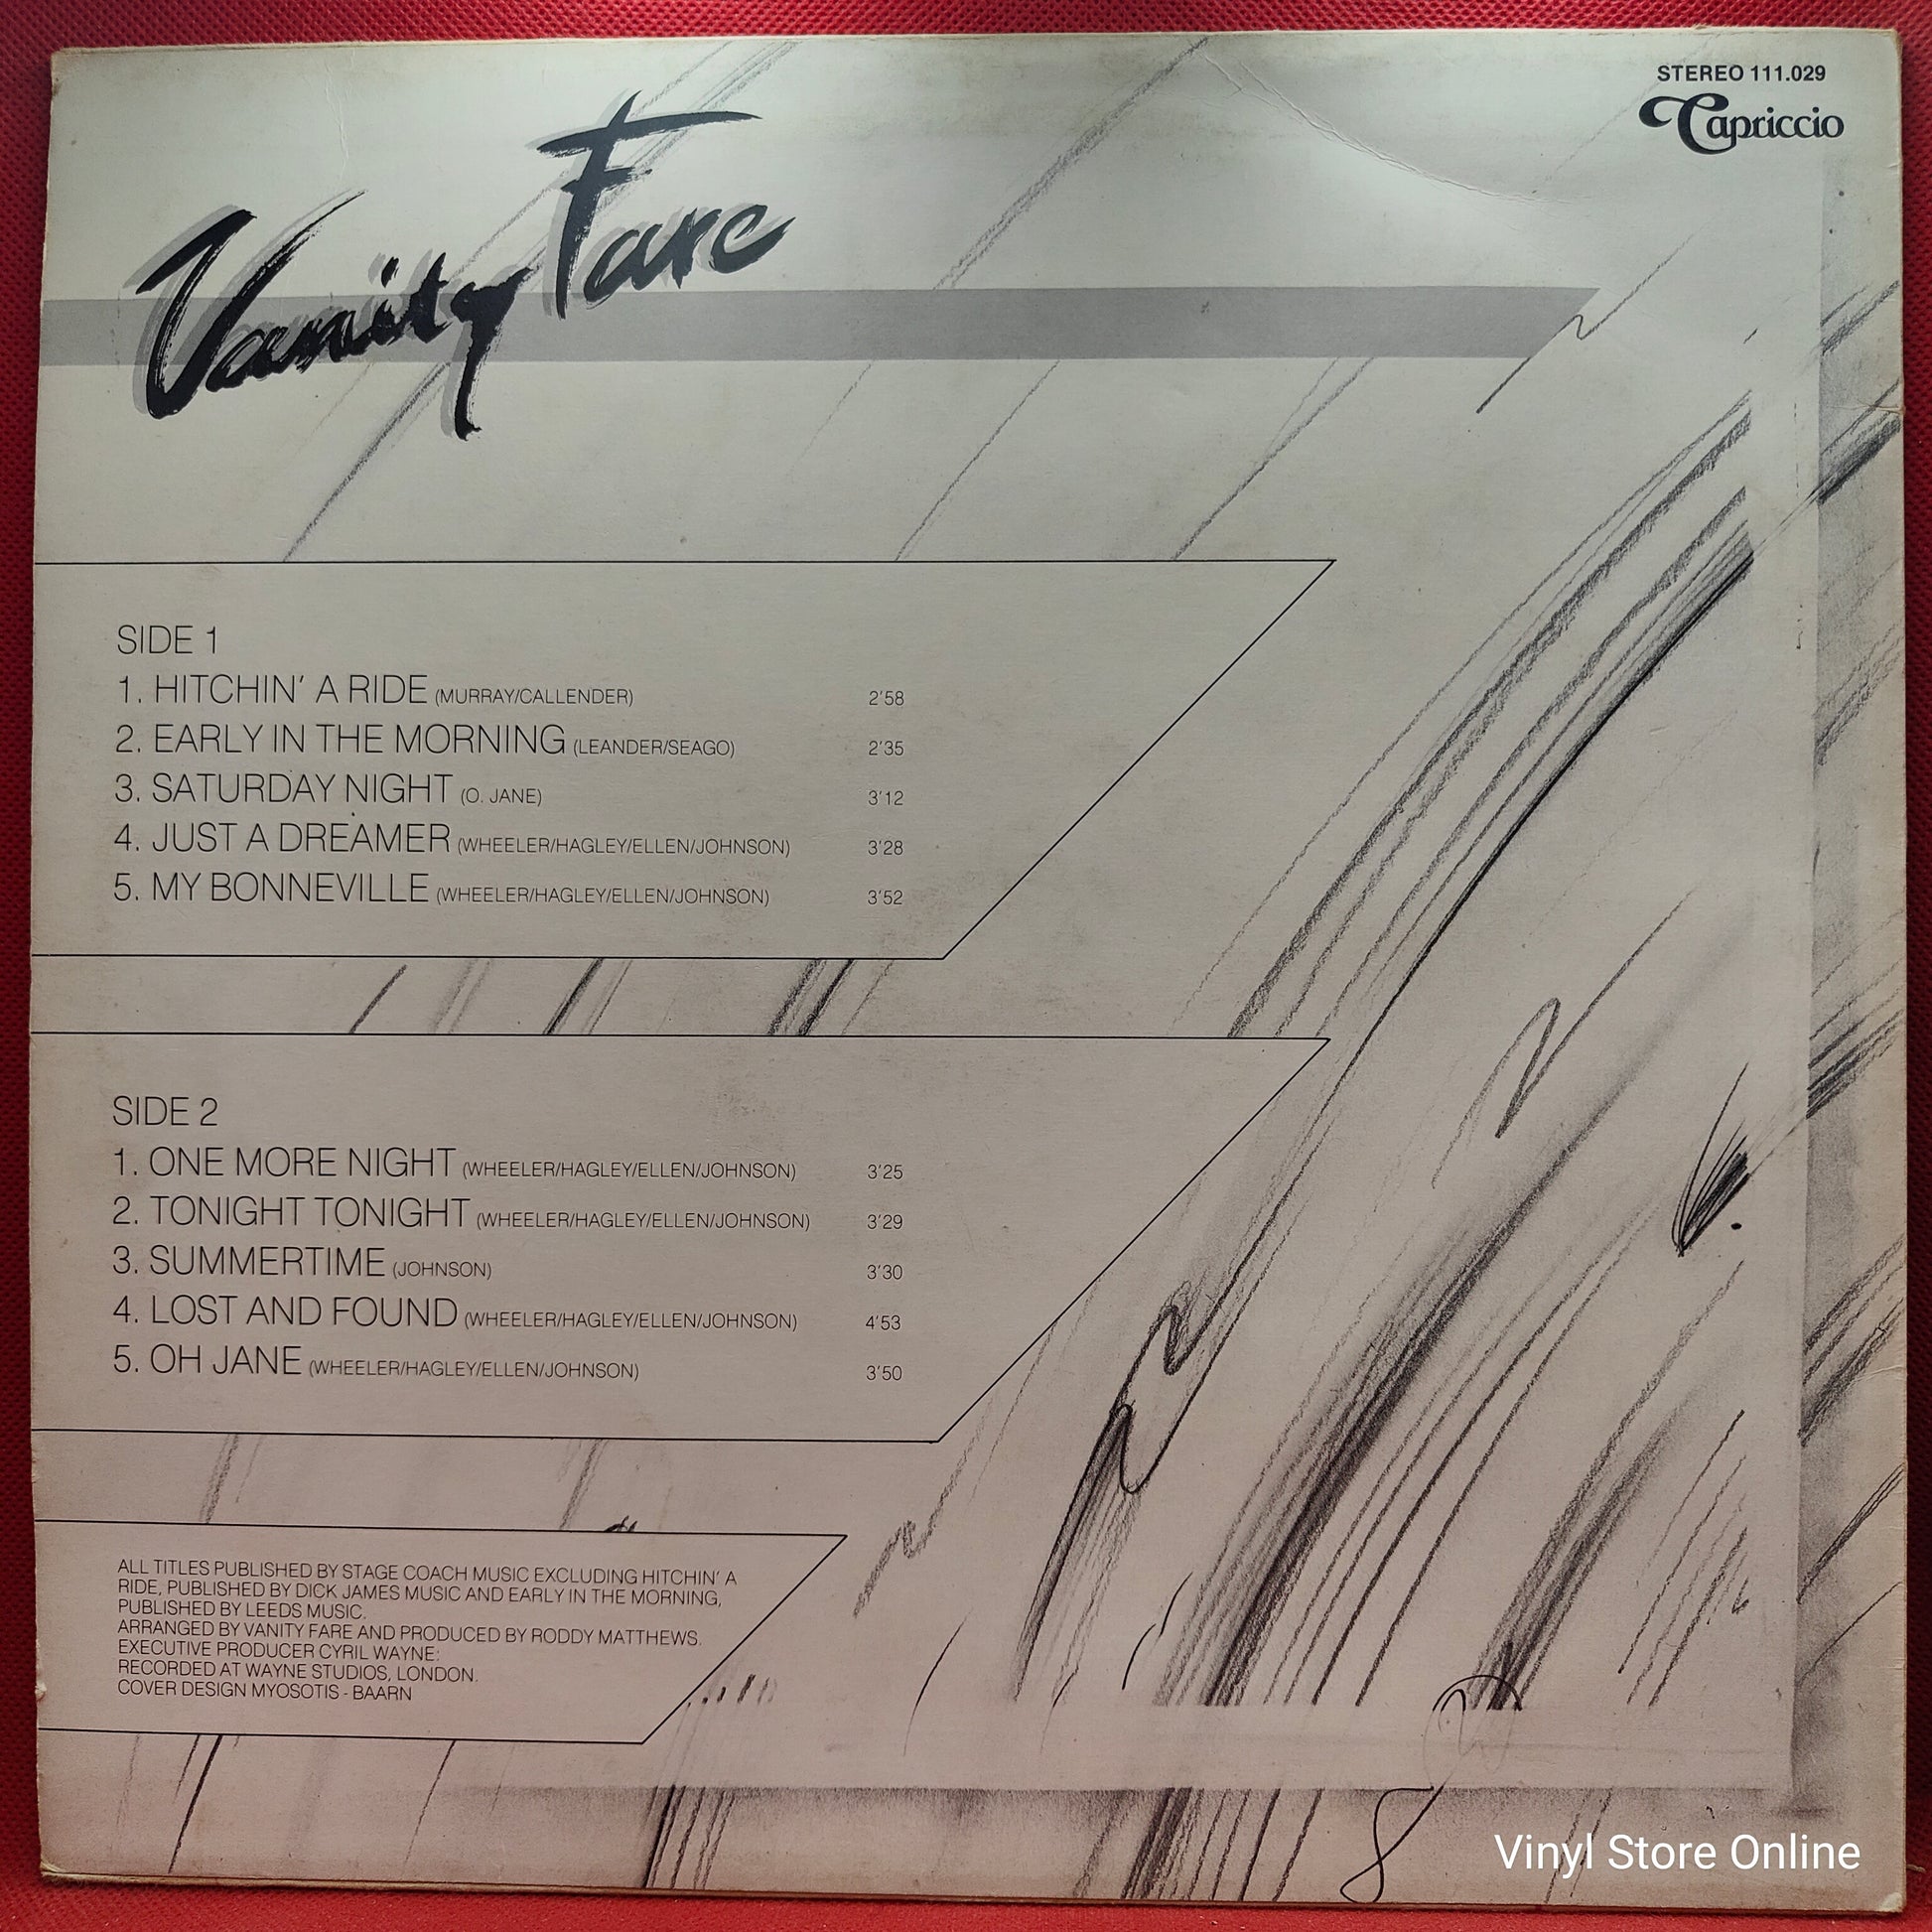 STEREO 111.029
Capriccio
Vanity Fare
SIDE 1
1. HITCHIN' A RIDE (MURRAY/CALLENDER) 2'58
2. EARLY IN THE MORNING (LEANDER/SEAGO) 2'35
3. SATURDAY NIGHT (O. JANE) 3'12
4. JUST A DREAMER (WHEELER/HAGLEY/ELLEN/JOHNSON) 3'28
5. MY BONNEVILLE (WHEELER/HAGLEY/ELLEN/JOHNSON) 3'52
SIDE 2
1. ONE MORE NIGHT (WHEELER/HAGLEY/ELLEN/JOHNSON) 3'25
2. TONIGHT TONIGHT (WHEELER/HAGLEY/ELLEN/JOHNSON) 3'29
3. SUMMERTIME (JOHNSON) 3'30
4. LOST AND FOUND (WHEELER/HAGLEY/ELLEN/JOHNSON) 4'53
5. OH JANE (WHEELER/HAGLEY/ELLEN/JOHNSON) 3'50
ALL TITLES PUBLISHED BY STAGE COACH MUSIC EXCLUDING HITCHIN' A
RIDE, PUBLISHED BY DICK JAMES MUSIC AND EARLY IN THE MORNING,
PUBLISHED BY LEEDS MUSIC.
ARRANGED BY VANITY FARE AND PRODUCED BY RODDY MATTHEWS.
EXECUTIVE PRODUCER CYRIL WAYNE:
RECORDED AT WAYNE STUDIOS, LONDON.
COVER DESIGN MYOSOTIS - BAARN
Vinyl Store Online